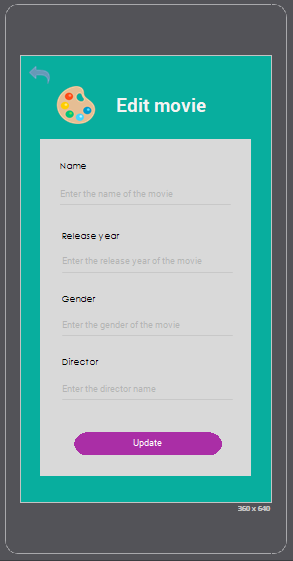 Edit movie
Name
Enter the name of the movie
Release year
Enter the release year of the movie
Gender
Enter the gender of the movie
Director
Enter the director name
Update
360 x 640